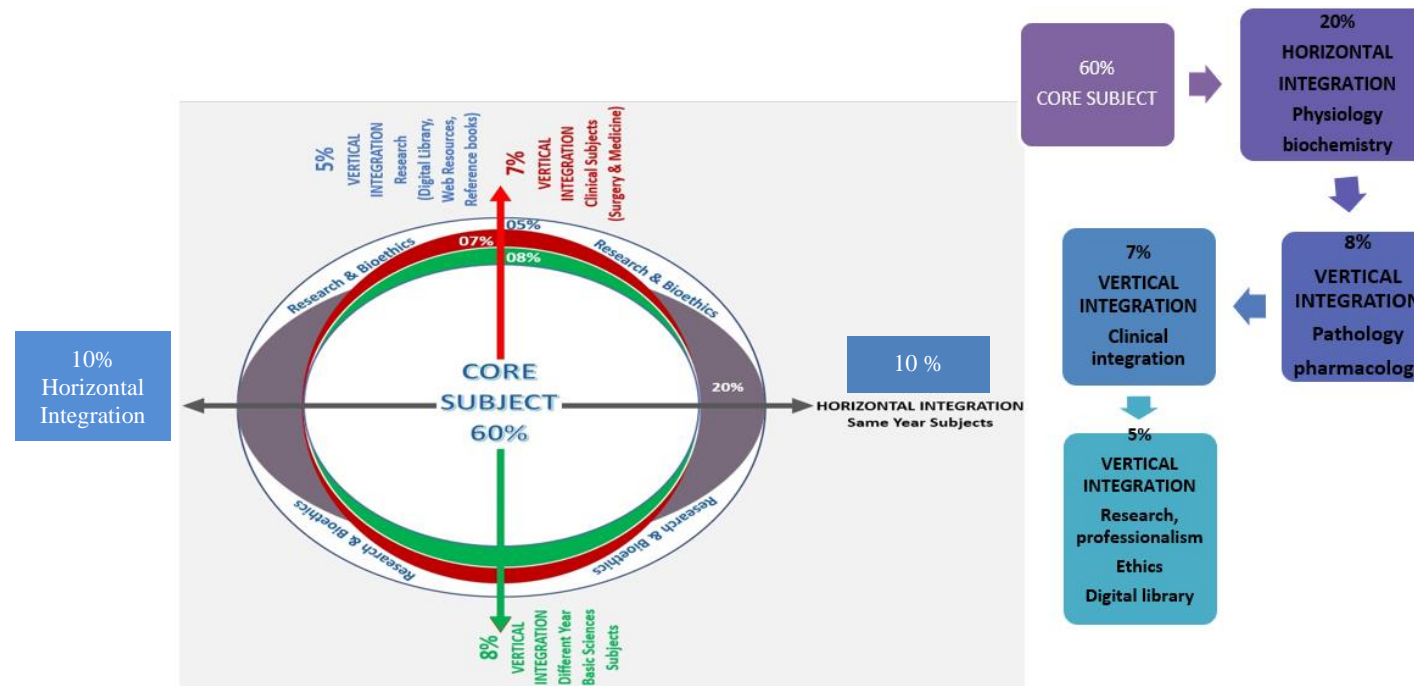 5%
VERTICAL
INTEGRATION
Research
(Digital Library,
Web Resources,
Reference books)
7%
VERTICAL
INTEGRATION
Clinical Subjects
(Surgery & Medicine)
05%
07%
08%
Research & Bioethics
Research & Bioethics
10%
Horizontal
Integration
CORE
SUBJECT
60%
20%
10 %
HORIZONTAL INTEGRATION
Same Year Subjects
Research & Bioethics
Research & Bioethics
8%
VERTICAL
INTEGRATION
Different Year
Basic Sciences
Subjects
60%
CORE SUBJECT
20%
HORIZONTAL
INTEGRATION
Physiology
biochemistry
8%
VERTICAL
INTEGRATION
Pathology
pharmacolog
7%
VERTICAL
INTEGRATION
Clinical
integration
5%
VERTICAL
INTEGRATION
Research,
professionalism
Ethics
Digital library